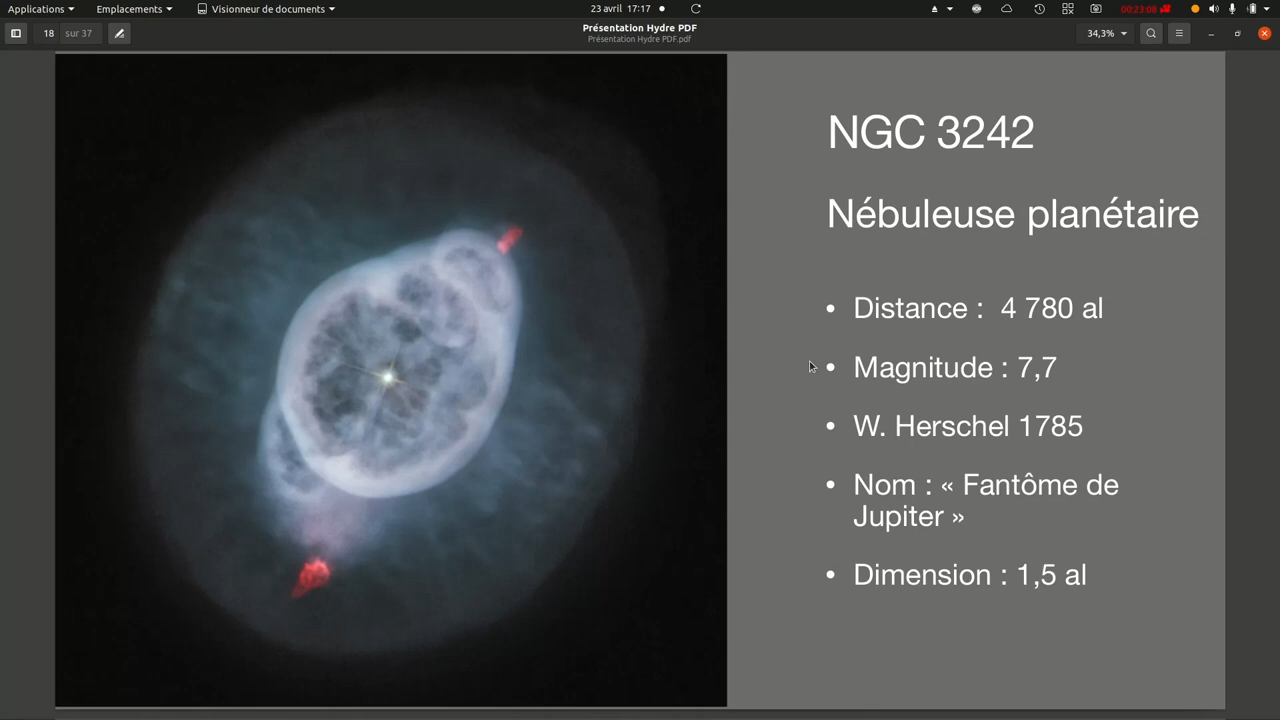 Applications
Emplacements
Visionneur de documents
23 avril 17:17
00:23:08
18
sur 37
Présentation Hydre PDF
Présentation Hydre PDF.pdf
34,3%
NGC 3242
Nébuleuse planétaire
• Distance : 4 780 al
• Magnitude : 7,7
• W. Herschel 1785
• Nom : « Fantôme de
Jupiter »
• Dimension : 1,5 al